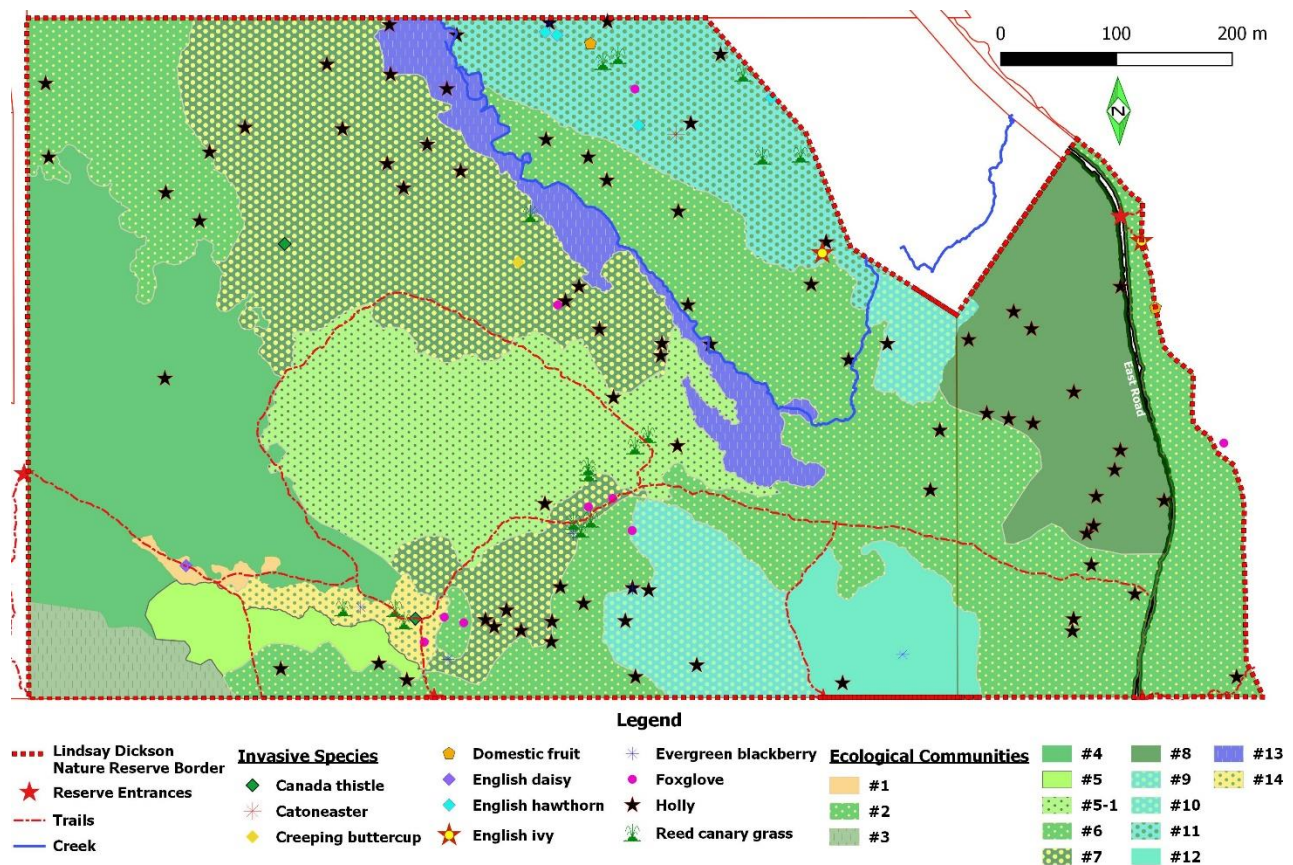 0 100 200 m
N
East Road
Legend
Lindsay Dickson
Nature Reserve Border
Reserve Entrances
Trails
Creek
Invasive Species
Canada thistle
Catoneaster
Creeping buttercup
Domestic fruit
English daisy
English hawthorn
English ivy
Evergreen blackberry
Foxglove
Holly
Reed canary grass
Ecological Communities
#1
#2
#3
#4
#5
#5-1
#6
#7
#8
#9
#10
#11
#12
#13
#14